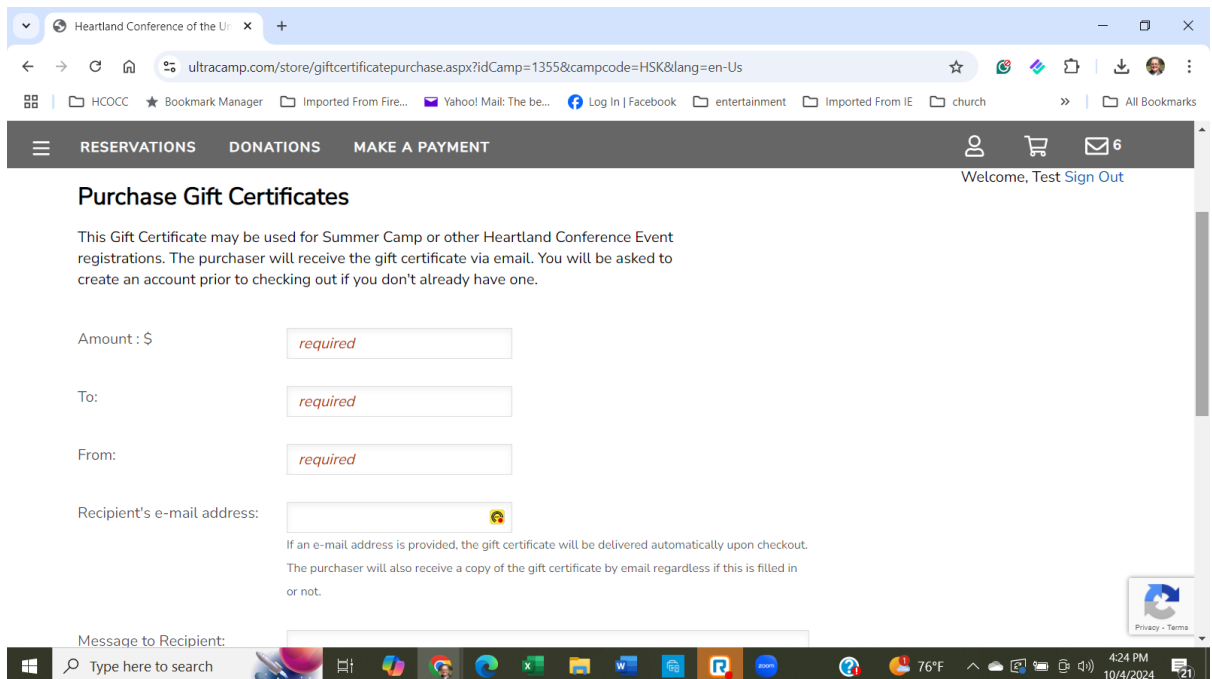 Heartland Conference of the Un
ultracamp.com/store/giftcertificatepurchase.aspx?idCamp=1355&campcode=HSK&lang=en-Us
HCOCC Bookmark Manager Imported From Fire... Yahoo! Mail: The be... Log In | Facebook entertainment Imported From IE church » All Bookmarks
RESERVATIONS DONATIONS MAKE A PAYMENT 6
Welcome, Test Sign Out
Purchase Gift Certificates
This Gift Certificate may be used for Summer Camp or other Heartland Conference Event
registrations. The purchaser will receive the gift certificate via email. You will be asked to
create an account prior to checking out if you don't already have one.
Amount : $ required
To: required
From: required
Recipient's e-mail address:
If an e-mail address is provided, the gift certificate will be delivered automatically upon checkout.
The purchaser will also receive a copy of the gift certificate by email regardless if this is filled in
or not.
Privacy - Terms
Message to Recipient:
Type here to search zoom 76°F 4:24 PM
10/4/2024 21